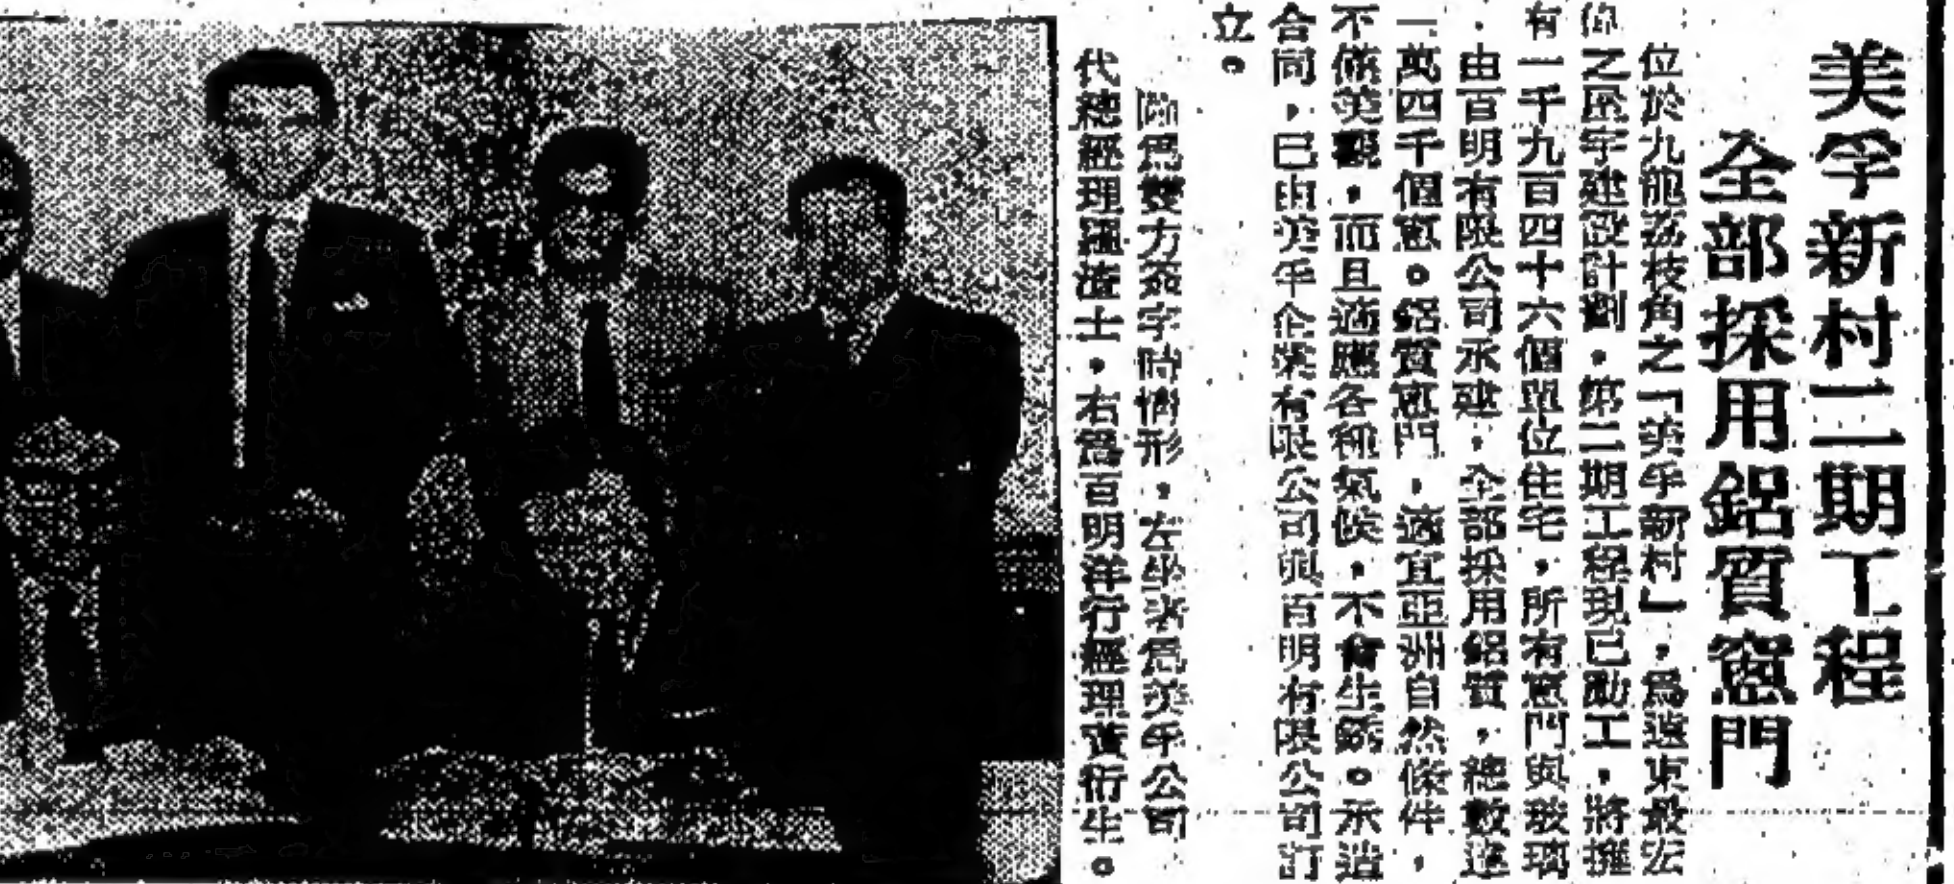 美孚新村二期工程
全部採用鋁質窻門
位於九龍荔枝角之「美孚新村」，爲遠東最宏
偉之屋宇建設計劃，第二期工程現已動工，將擁
有一千九百四十六個單位住宅，所有窻門與玻璃
，由百明有限公司承建，全部採用鋁質，總數達
一萬四千個窻。鋁質窻門，適宜亞洲自然條件，
不僅美觀，而且適應各種氣候，不會生銹。承造
合同，已由美孚企業有限公司與百明有限公司訂
立。
圖爲雙方簽字時情形，左坐者爲美孚公司
代總經理羅渣士，右爲百明洋行經理黃衍生。